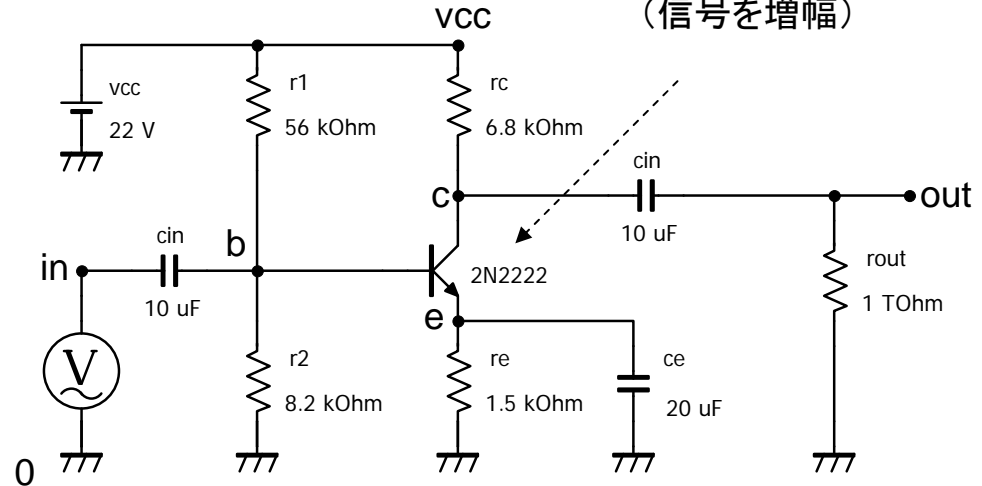 （信号を増幅）
vcc
vcc
22 V
r1
56 kOhm
rc
6.8 kOhm
c
cin
10 uF
out
in
cin
10 uF
b
2N2222
e
rout
1 TOhm
V
r2
8.2 kOhm
re
1.5 kOhm
ce
20 uF
0